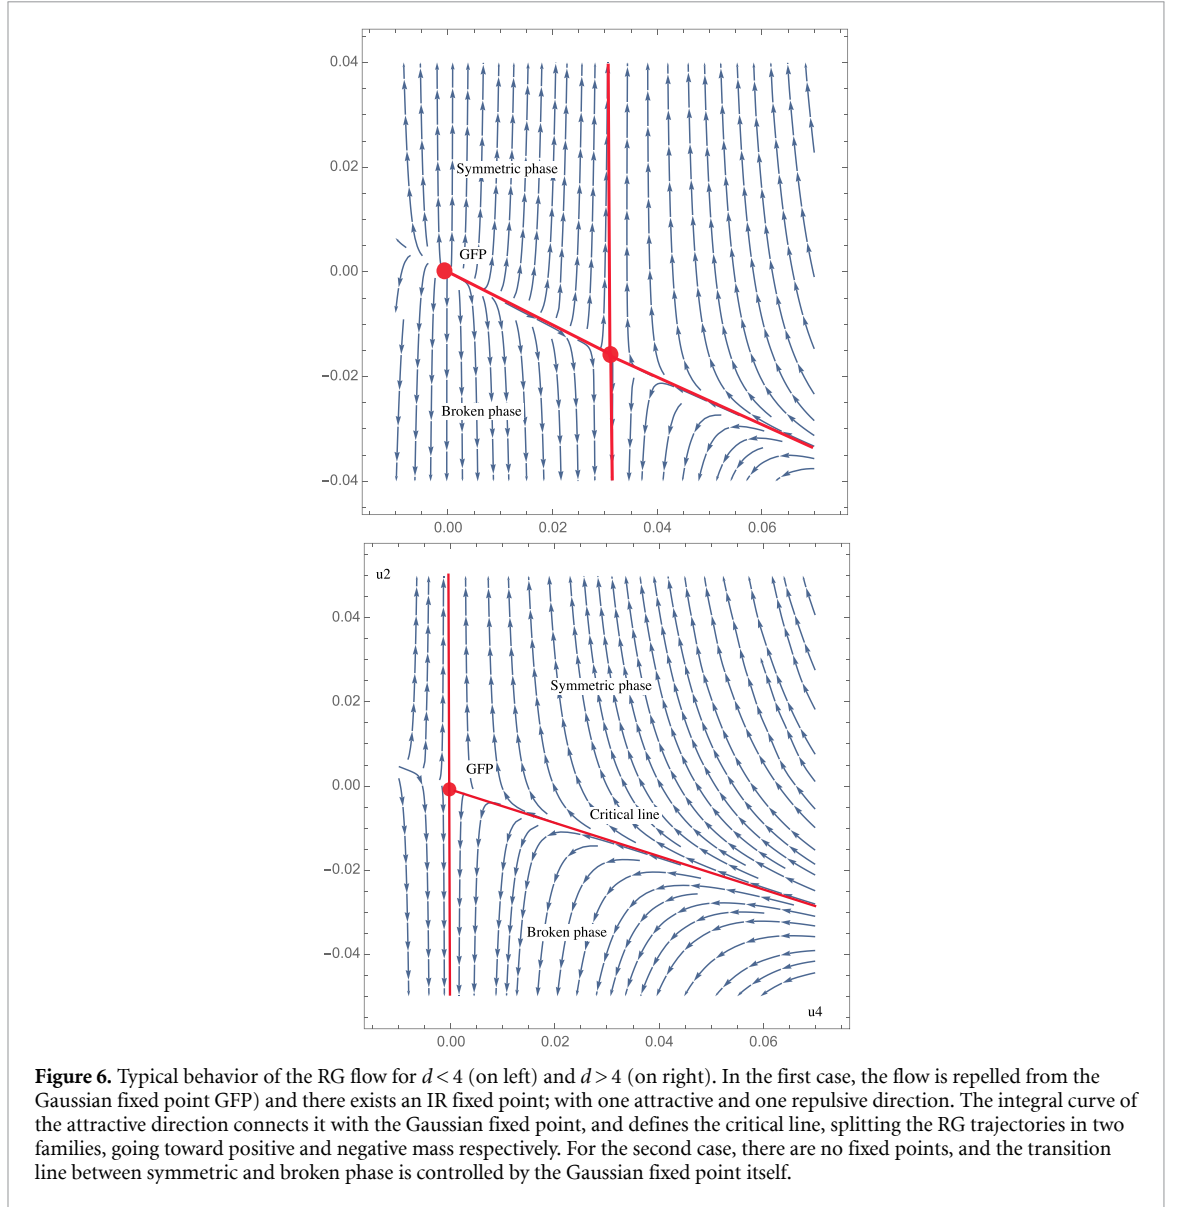 0.04
0.02
0.00
−0.02
−0.04
Symmetric phase
GFP
Broken phase
0.00 0.02 0.04 0.06
u2
0.04
0.02
0.00
−0.02
−0.04
Symmetric phase
GFP
Critical line
Broken phase
u4
0.00 0.02 0.04 0.06
Figure 6. Typical behavior of the RG flow for d < 4 (on left) and d > 4 (on right). In the first case, the flow is repelled from the
Gaussian fixed point GFP) and there exists an IR fixed point; with one attractive and one repulsive direction. The integral curve of
the attractive direction connects it with the Gaussian fixed point, and defines the critical line, splitting the RG trajectories in two
families, going toward positive and negative mass respectively. For the second case, there are no fixed points, and the transition
line between symmetric and broken phase is controlled by the Gaussian fixed point itself.